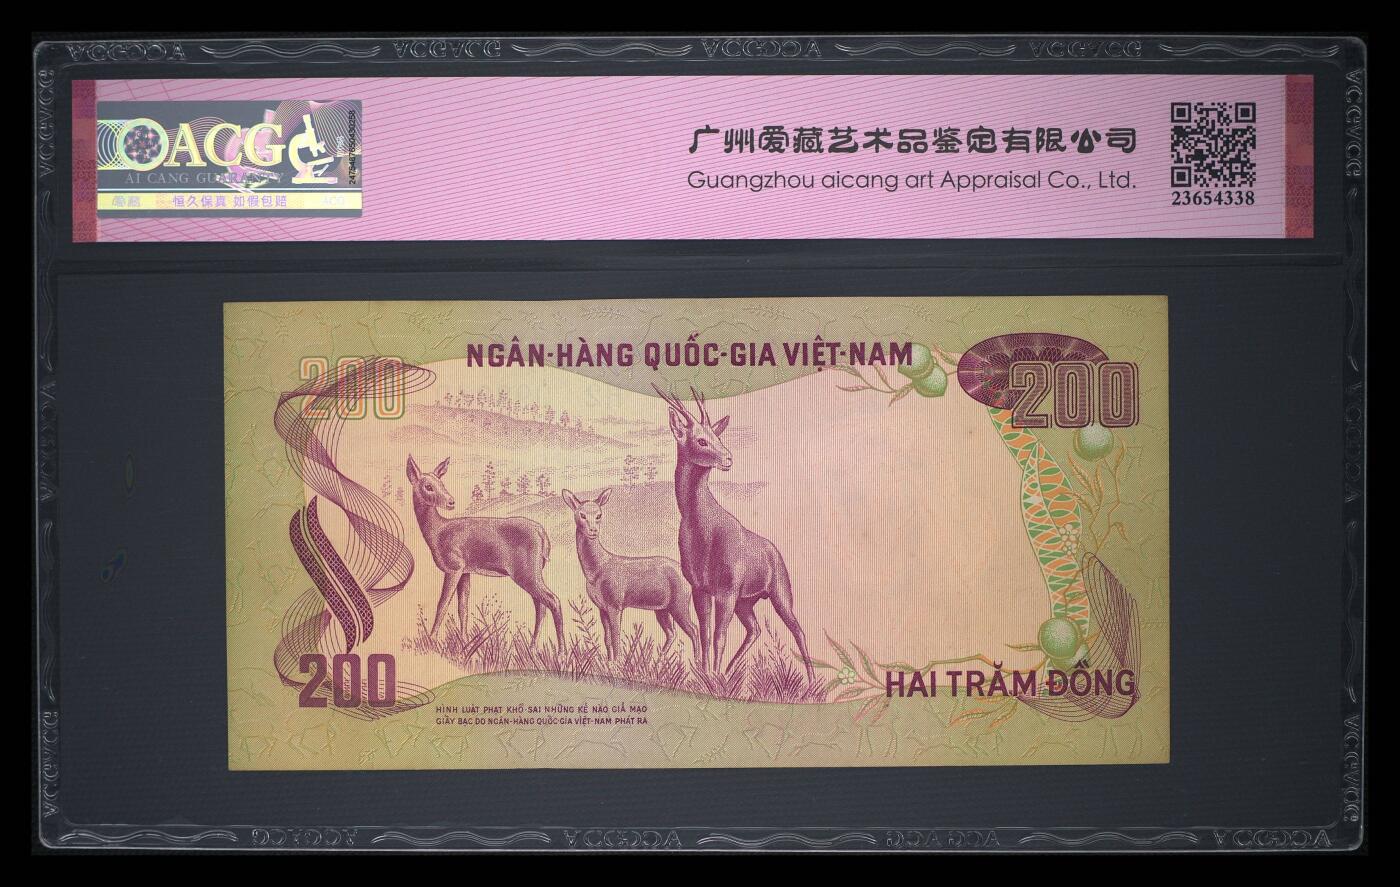 ACG
AI CANG GUARANTY
恒久保真 如假包赔
ACG
广州爱藏艺术品鉴定有限公司
Guangzhou aicang art Appraisal Co., Ltd.
23654338
NGÂN-HÀNG QUỐC-GIA VIỆT-NAM
200
200
200
HAI TRĂM ĐỒNG
HÌNH LUẬT PHẠT KHỔ-SAI NHỮNG KẺ NÀO GIẢ MẠO
GIẤY BẠC DO NGÂN-HÀNG QUỐC-GIA VIỆT-NAM PHÁT RA